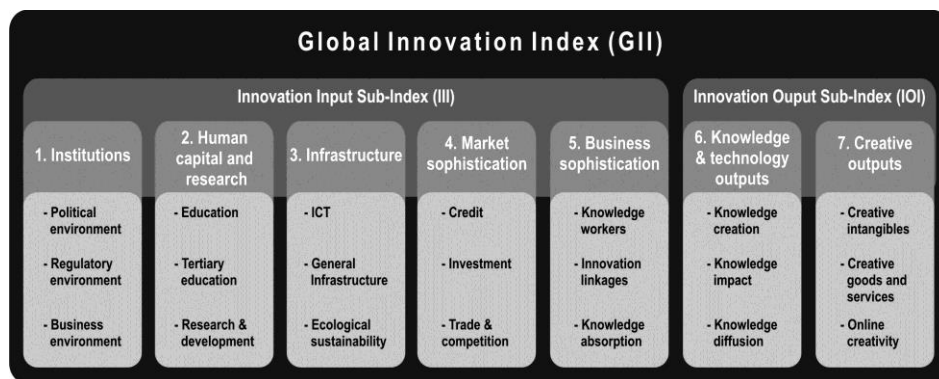 Global Innovation Index (GII)
Innovation Input Sub-Index (III)
Innovation Ouput Sub-Index (IOI)
1. Institutions
2. Human
capital and
research
3. Infrastructure
4. Market
sophistication
5. Business
sophistication
6. Knowledge
& technology
outputs
7. Creative
outputs
- Political
environment
- Regulatory
environment
- Business
environment
- Education
- Tertiary
education
- Research &
development
- ICT
- General
Infrastructure
- Ecological
sustainability
- Credit
- Investment
- Trade &
competition
- Knowledge
workers
- Innovation
linkages
- Knowledge
absorption
- Knowledge
creation
- Knowledge
impact
- Knowledge
diffusion
- Creative
intangibles
- Creative
goods and
services
- Online
creativity